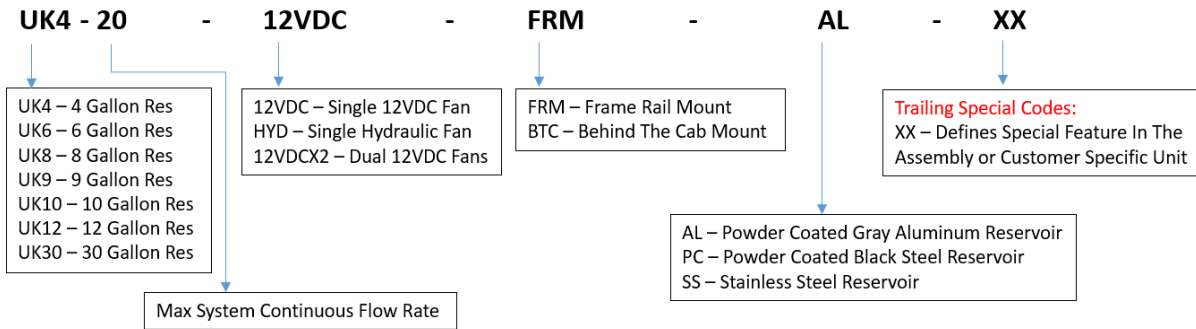 UK4 - 20 - 12VDC - FRM - AL - XX
UK4 – 4 Gallon Res
UK6 – 6 Gallon Res
UK8 – 8 Gallon Res
UK9 – 9 Gallon Res
UK10 – 10 Gallon Res
UK12 – 12 Gallon Res
UK30 – 30 Gallon Res
Max System Continuous Flow Rate
12VDC – Single 12VDC Fan
HYD – Single Hydraulic Fan
12VDCX2 – Dual 12VDC Fans
FRM – Frame Rail Mount
BTC – Behind The Cab Mount
AL – Powder Coated Gray Aluminum Reservoir
PC – Powder Coated Black Steel Reservoir
SS – Stainless Steel Reservoir
Trailing Special Codes:
XX – Defines Special Feature In The
Assembly or Customer Specific Unit